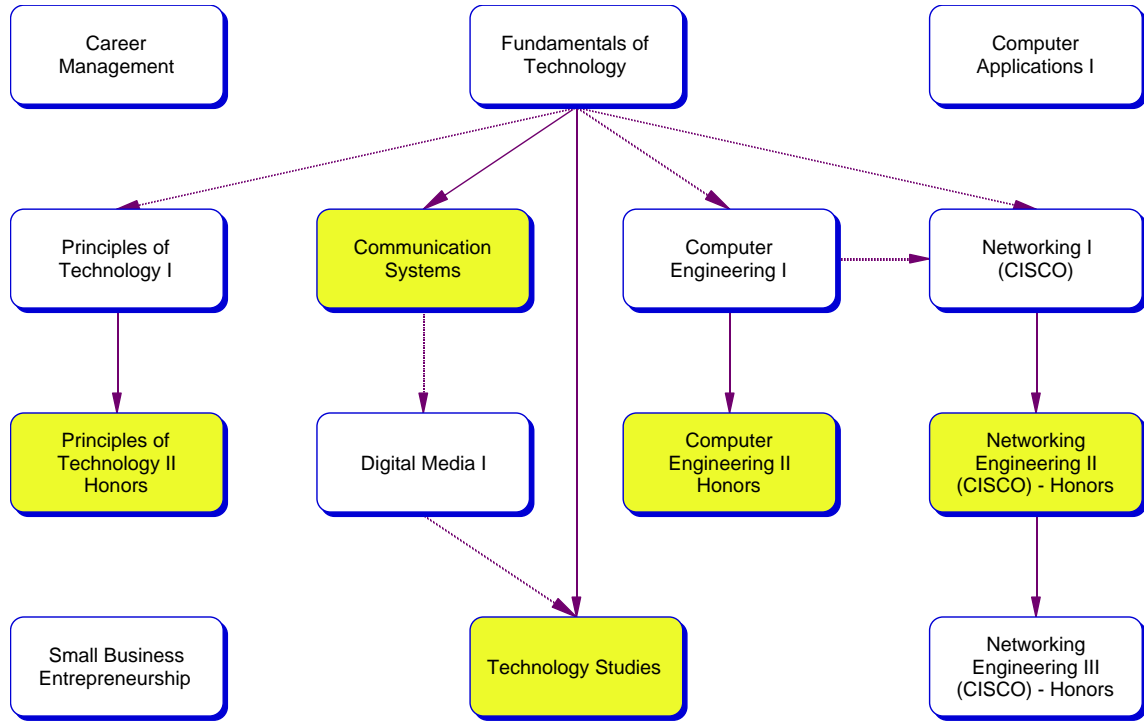 Career
Management
Fundamentals of
Technology
Computer
Applications I
Principles of
Technology I
Communication
Systems
Computer
Engineering I
Networking I
(CISCO)
Principles of
Technology II
Honors
Digital Media I
Computer
Engineering II
Honors
Networking
Engineering II
(CISCO) - Honors
Small Business
Entrepreneurship
Technology Studies
Networking
Engineering III
(CISCO) - Honors